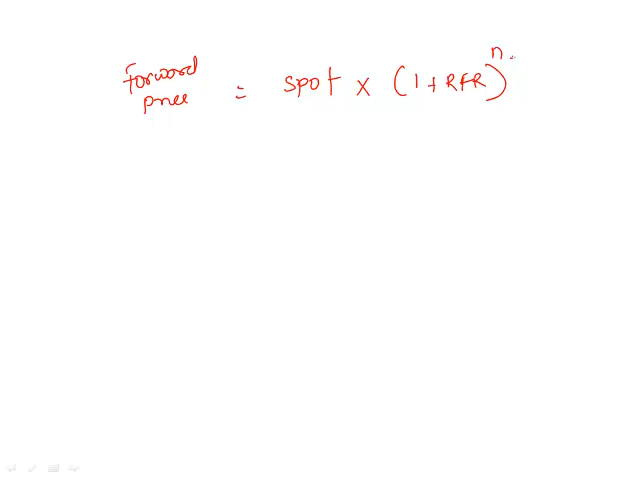 forward
price = spot × (1 + RFR)^n